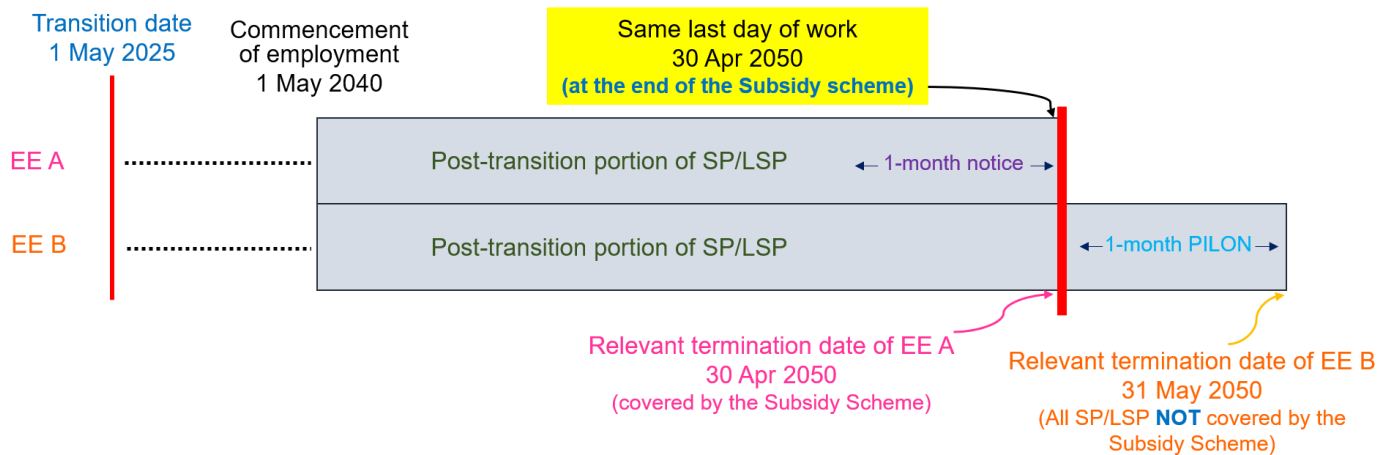 Transition date
1 May 2025
Commencement
of employment
1 May 2040
Same last day of work
30 Apr 2050
(at the end of the Subsidy scheme)
EE A
Post-transition portion of SP/LSP
1-month notice
EE B
Post-transition portion of SP/LSP
1-month PILON
Relevant termination date of EE A
30 Apr 2050
(covered by the Subsidy Scheme)
Relevant termination date of EE B
31 May 2050
(All SP/LSP NOT covered by the
Subsidy Scheme)